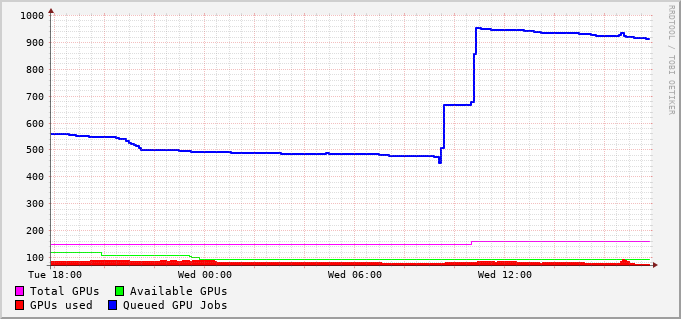 1000
900
800
700
600
500
400
300
200
100
Tue 18:00 Wed 00:00 Wed 06:00 Wed 12:00
Total GPUs Available GPUs
GPUs used Queued GPU Jobs
RRDTOOL / TOBI OETIKER